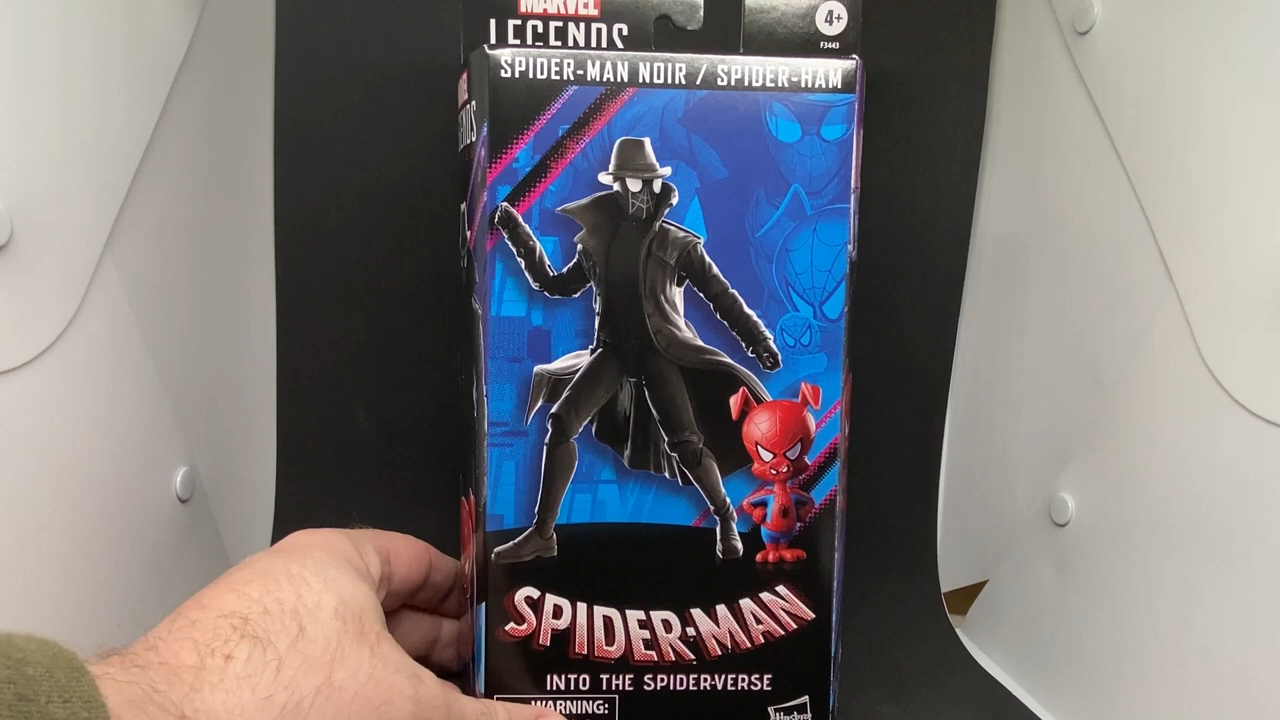 MARVEL
LEGENDS
4+
F3443
SPIDER-MAN NOIR / SPIDER-HAM
SPIDER-MAN
INTO THE SPIDER-VERSE
WARNING:
Hasbro